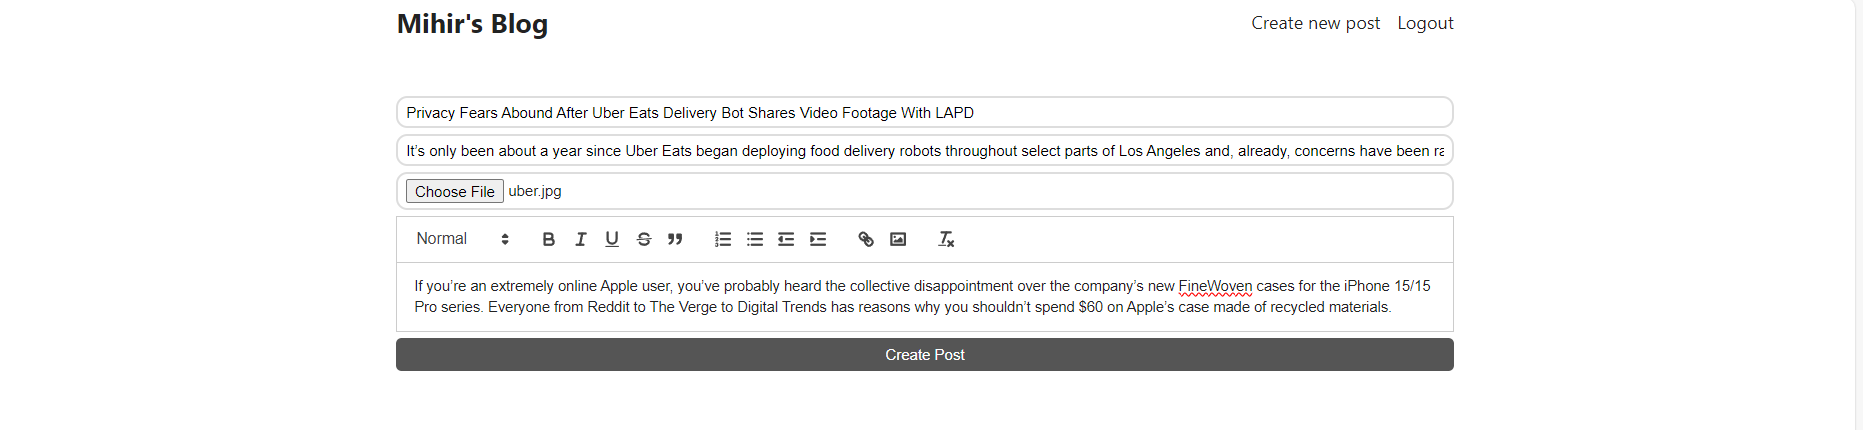 Mihir's Blog
Create new post Logout
Privacy Fears Abound After Uber Eats Delivery Bot Shares Video Footage With LAPD
It’s only been about a year since Uber Eats began deploying food delivery robots throughout select parts of Los Angeles and, already, concerns have been
Choose File uber.jpg
Normal
If you’re an extremely online Apple user, you’ve probably heard the collective disappointment over the company’s new FineWoven cases for the iPhone 15/15
Pro series. Everyone from Reddit to The Verge to Digital Trends has reasons why you shouldn’t spend $60 on Apple’s case made of recycled materials.
Create Post